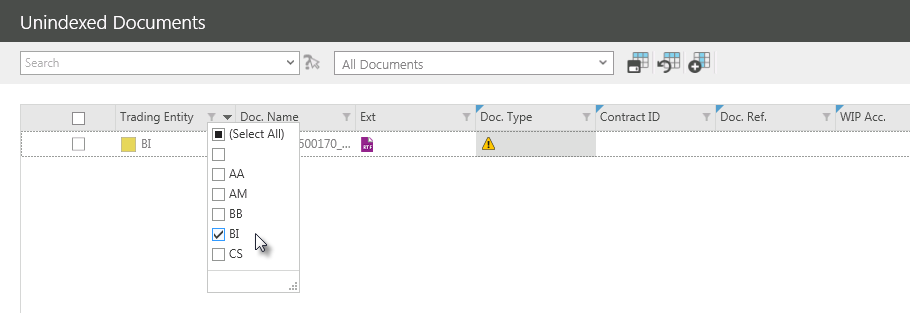 Unindexed Documents
Search
All Documents
Trading Entity
Doc. Name
Ext
Doc. Type
Contract ID
Doc. Ref.
WIP Acc.
BI
500170_...
RTF
(Select All)
AA
AM
BB
BI
CS